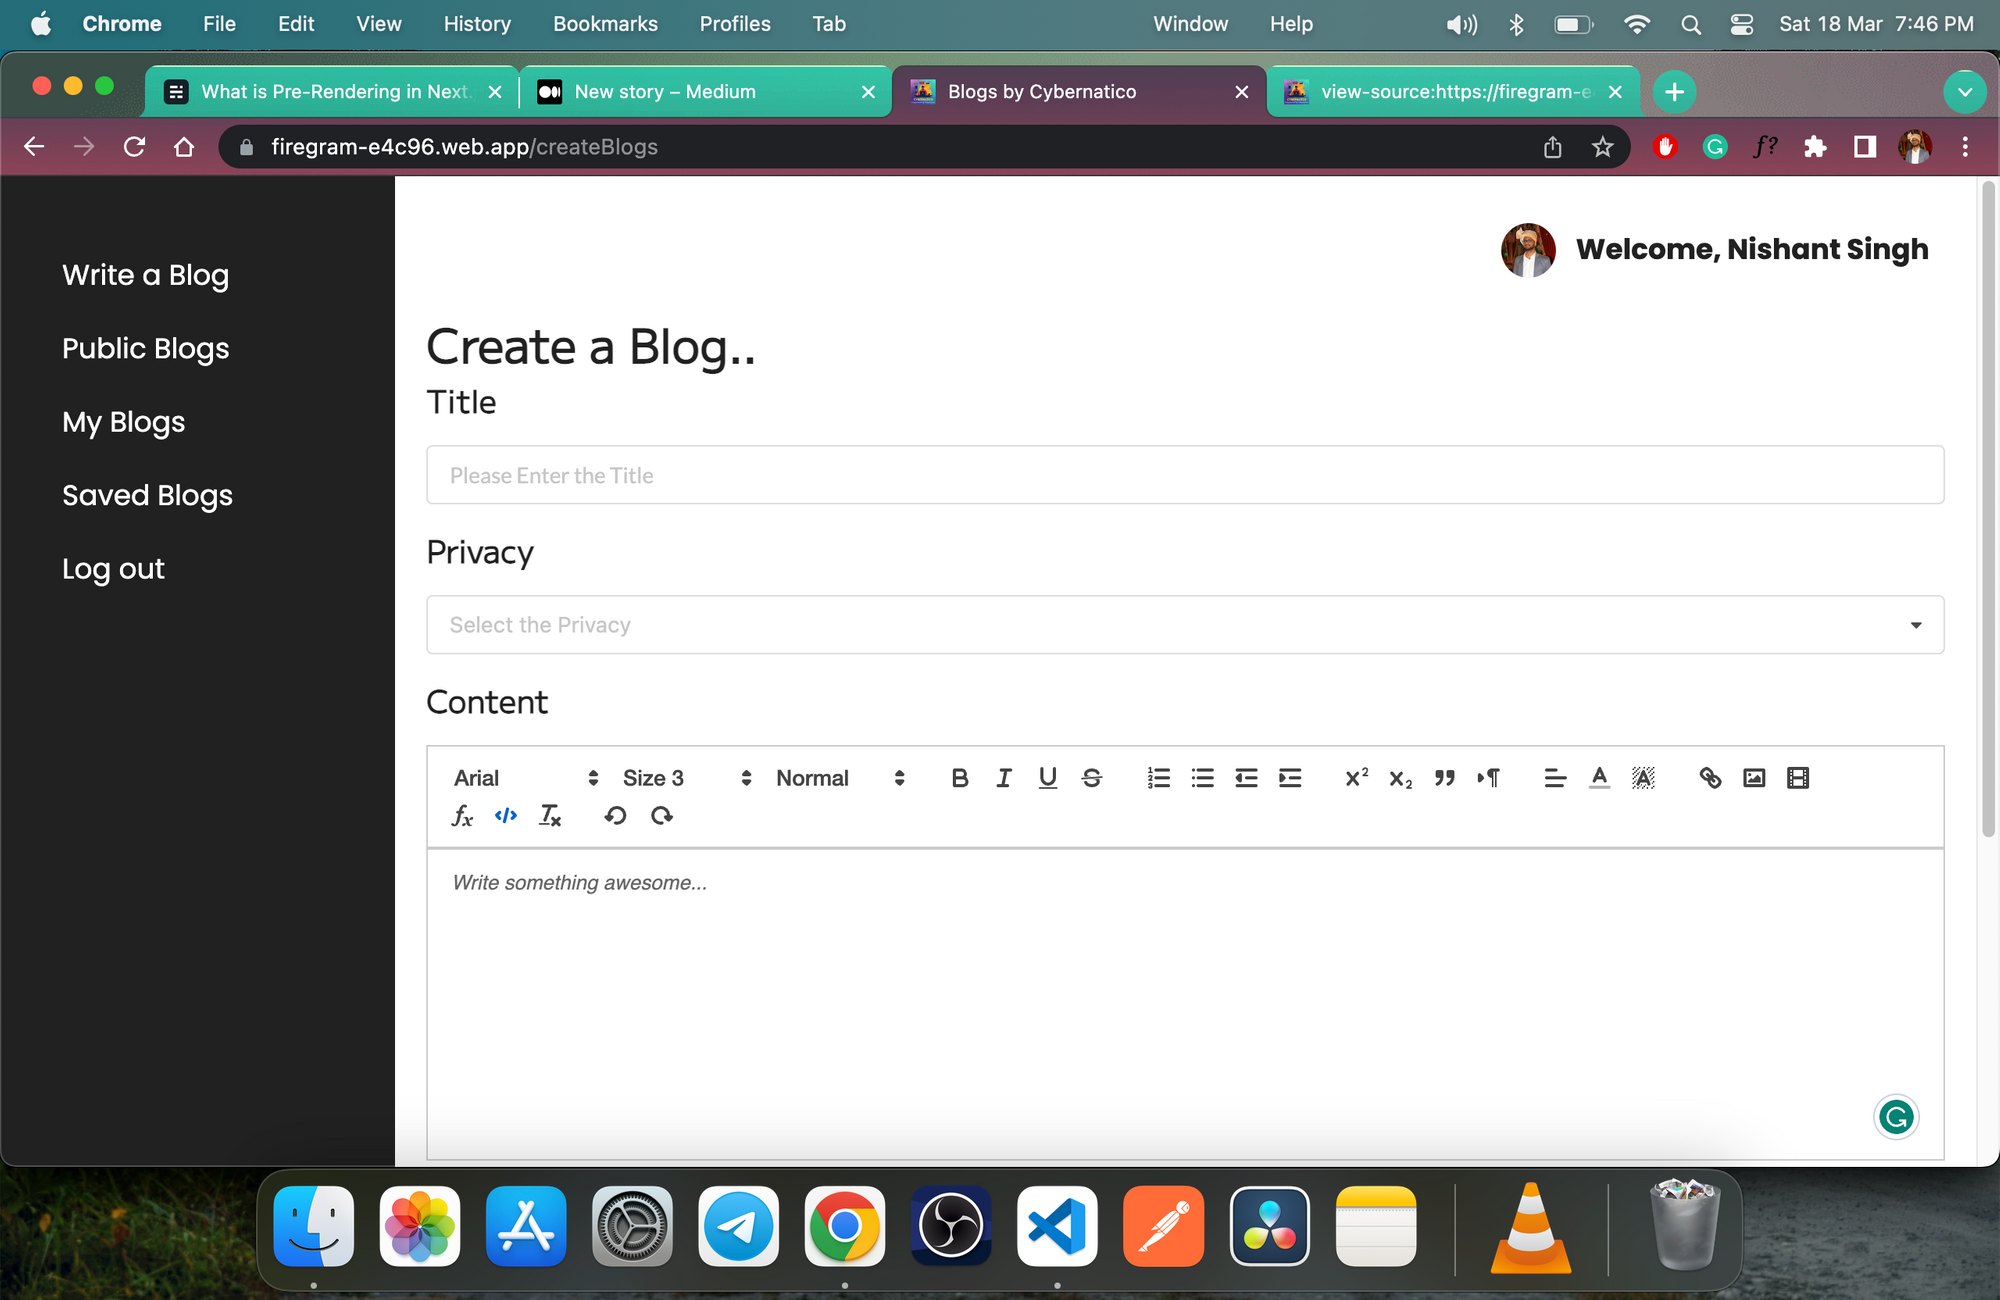 Chrome File Edit View History Bookmarks Profiles Tab Window Help Sat 18 Mar 7:46 PM
What is Pre-Rendering in Next. New story – Medium Blogs by Cybernatico view-source:https://firegram-e
firegram-e4c96.web.app/createBlogs
Welcome, Nishant Singh
Write a Blog
Public Blogs
My Blogs
Saved Blogs
Log out
Create a Blog..
Title
Please Enter the Title
Privacy
Select the Privacy
Content
Arial Size 3 Normal
Write something awesome...